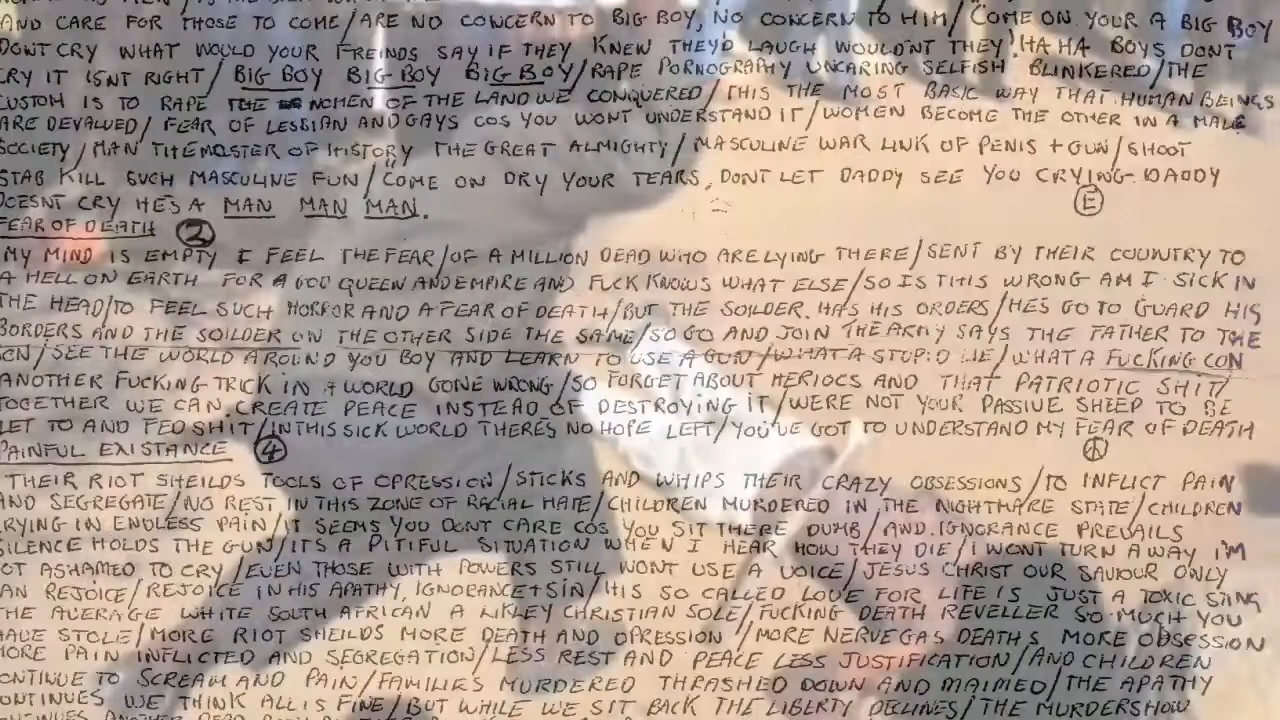 AND CARE FOR THOSE TO COME/ARE NO CONCERN TO BIG BOY, NO CONCERN TO HIM/COME ON YOUR A BIG BOY
DONT CRY WHAT WOULD YOUR FREINDS SAY IF THEY KNEW THEY'D LAUGH WOULDN'T THEY! HA HA BOYS DONT
CRY IT ISNT RIGHT/BIG BOY BIG BOY BIG BOY/RAPE PORNOGRAPHY UNCARING SELFISH BLINKERED/THE
CUSTOM IS TO RAPE THE WOMEN OF THE LAND WE CONQUERED/THIS THE MOST BASIC WAY THAT HUMAN BEINGS
ARE DEVALUED/FEAR OF LESBIAN AND GAYS COS YOU WONT UNDERSTAND IT/WOMEN BECOME THE OTHER IN A MALE
SOCIETY/MAN THE MOSTER OF HISTORY THE GREAT ALMIGHTY/MASCULINE WAR LINK OF PENIS + GUN/SHOOT
STAB KILL SUCH MASCULINE FUN/"COME ON DRY YOUR TEARS, DONT LET DADDY SEE YOU CRYING. DADDY
DOESNT CRY HE'S A MAN MAN MAN. E
FEAR OF DEATH 2
MY MIND IS EMPTY I FEEL THE FEAR/OF A MILLION DEAD WHO ARE LYING THERE/SENT BY THEIR COUNTRY TO
A HELL ON EARTH FOR A GOD QUEEN AND EMPIRE AND FUCK KNOWS WHAT ELSE/SO IS THIS WRONG AM I SICK IN
THE HEAD/TO FEEL SUCH HORROR AND A FEAR OF DEATH/BUT THE SOILDER HAS HIS ORDERS/HE'S GO TO GUARD HIS
BORDERS AND THE SOILDER ON THE OTHER SIDE THE SAME/SO GO AND JOIN THE ARMY SAYS THE FATHER TO THE
SON/SEE THE WORLD AROUND YOU BOY AND LEARN TO USE A GUN/WHAT A STUPID LIE/WHAT A FUCKING CON
ANOTHER FUCKING TRICK IN A WORLD GONE WRONG/SO FORGET ABOUT HERIOCS AND THAT PATRIOTIC SHIT/
TOGETHER WE CAN CREATE PEACE INSTEAD OF DESTROYING IT/WERE NOT YOUR PASSIVE SHEEP TO BE
LET TO AND FED SHIT/IN THIS SICK WORLD THERES NO HOPE LEFT/YOU'VE GOT TO UNDERSTAND MY FEAR OF DEATH
PAINFUL EXISTANCE 4
THEIR RIOT SHEILDS TOOLS OF OPRESSION/STICKS AND WHIPS THEIR CRAZY OBSESSIONS/TO INFLICT PAIN
AND SEGREGATE/NO REST IN THIS ZONE OF RACIAL HATE/CHILDREN MURDERED IN THE NIGHTMARE STATE/CHILDREN
CRYING IN ENDLESS PAIN/IT SEEMS YOU DONT CARE COS YOU SIT THERE DUMB/AND IGNORANCE PREVAILS
SILENCE HOLDS THE GUN/ITS A PITIFUL SITUATION WHEN I HEAR HOW THEY DIE/I WONT TURN AWAY I'M
NOT ASHAMED TO CRY/EVEN THOSE WITH POWERS STILL WONT USE A VOICE/JESUS CHRIST OUR SAVIOUR ONLY
CAN REJOICE/REJOICE IN HIS APATHY, IGNORANCE + SIN/HIS SO CALLED LOVE FOR LIFE IS JUST A TOXIC STING
THE AVERAGE WHITE SOUTH AFRICAN A LIKLEY CHRISTIAN SOLE/FUCKING DEATH REVELLER SO MUCH YOU
HAVE STOLE/MORE RIOT SHEILDS MORE DEATH AND OPRESSION/MORE NERVE GAS DEATHS MORE OBSESSION
MORE PAIN INFLICTED AND SEGREGATION/LESS REST AND PEACE LESS JUSTIFICATION/AND CHILDREN
CONTINUE TO SCREAM AND PAIN/FAMILIES MURDERED THRASHED DOWN AND MAIMED/THE APATHY
CONTINUES WE THINK ALL IS FINE/BUT WHILE WE SIT BACK THE LIBERTY DECLINES/THE MURDERSHOW
CONTINUES ANOTHER DEAD